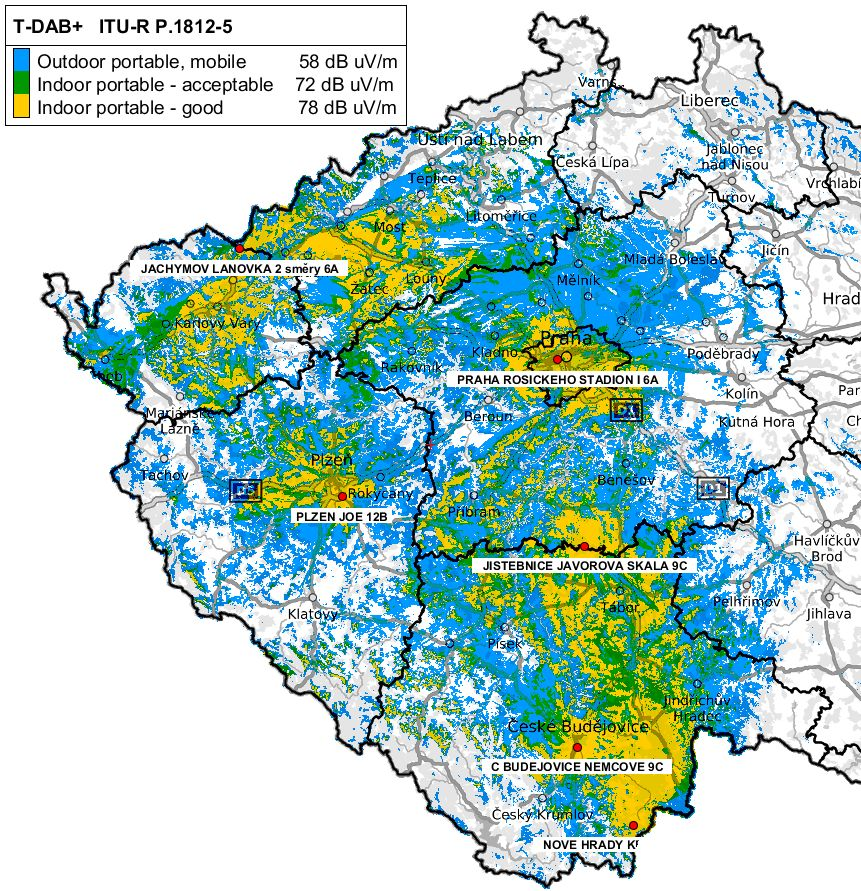 T-DAB+ ITU-R P.1812-5
Outdoor portable, mobile 58 dB uV/m
Indoor portable - acceptable 72 dB uV/m
Indoor portable - good 78 dB uV/m
Liberec
Ústí nad Labem
Jablonec
nad Nisou
Česká Lípa
Teplice
Vrchlabí
Turnov
Litoměřice
Most
Jičín
Mladá Boleslav
JACHYMOV LANOVKA 2 směry 6A
Louny
Mělník
Žatec
Hrad
Karlovy Vary
Praha
Kladno
Poděbrady
Rakovník
PRAHA ROSICKEHO STADION I 6A
Kolín
Par
Mariánské
Lázně
Beroun
Kutná Hora
Ch
Plzeň
Tachov
Benešov
Rokycany
Příbram
PLZEN JOE 12B
Havlíčkův
Brod
JISTEBNICE JAVOROVA SKALA 9C
Tábor
Pelhřimov
Klatovy
Jihlava
Písek
Jindřichův
Hradec
České Budějovice
C BUDEJOVICE NEMCOVE 9C
Český Krumlov
NOVE HRADY